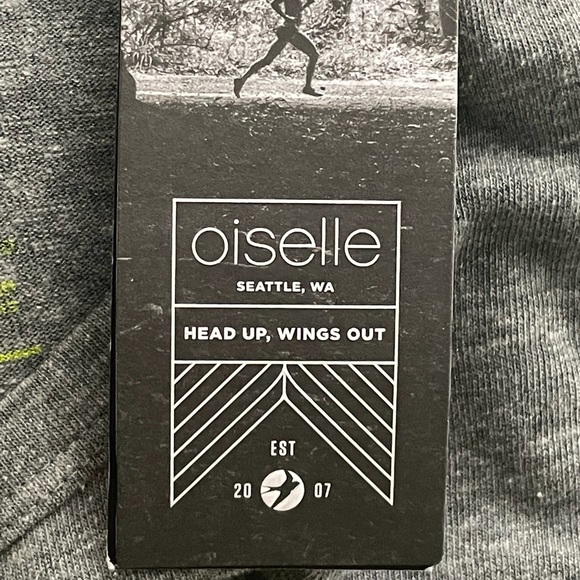 oiselle
SEATTLE, WA
HEAD UP, WINGS OUT
EST
20 07